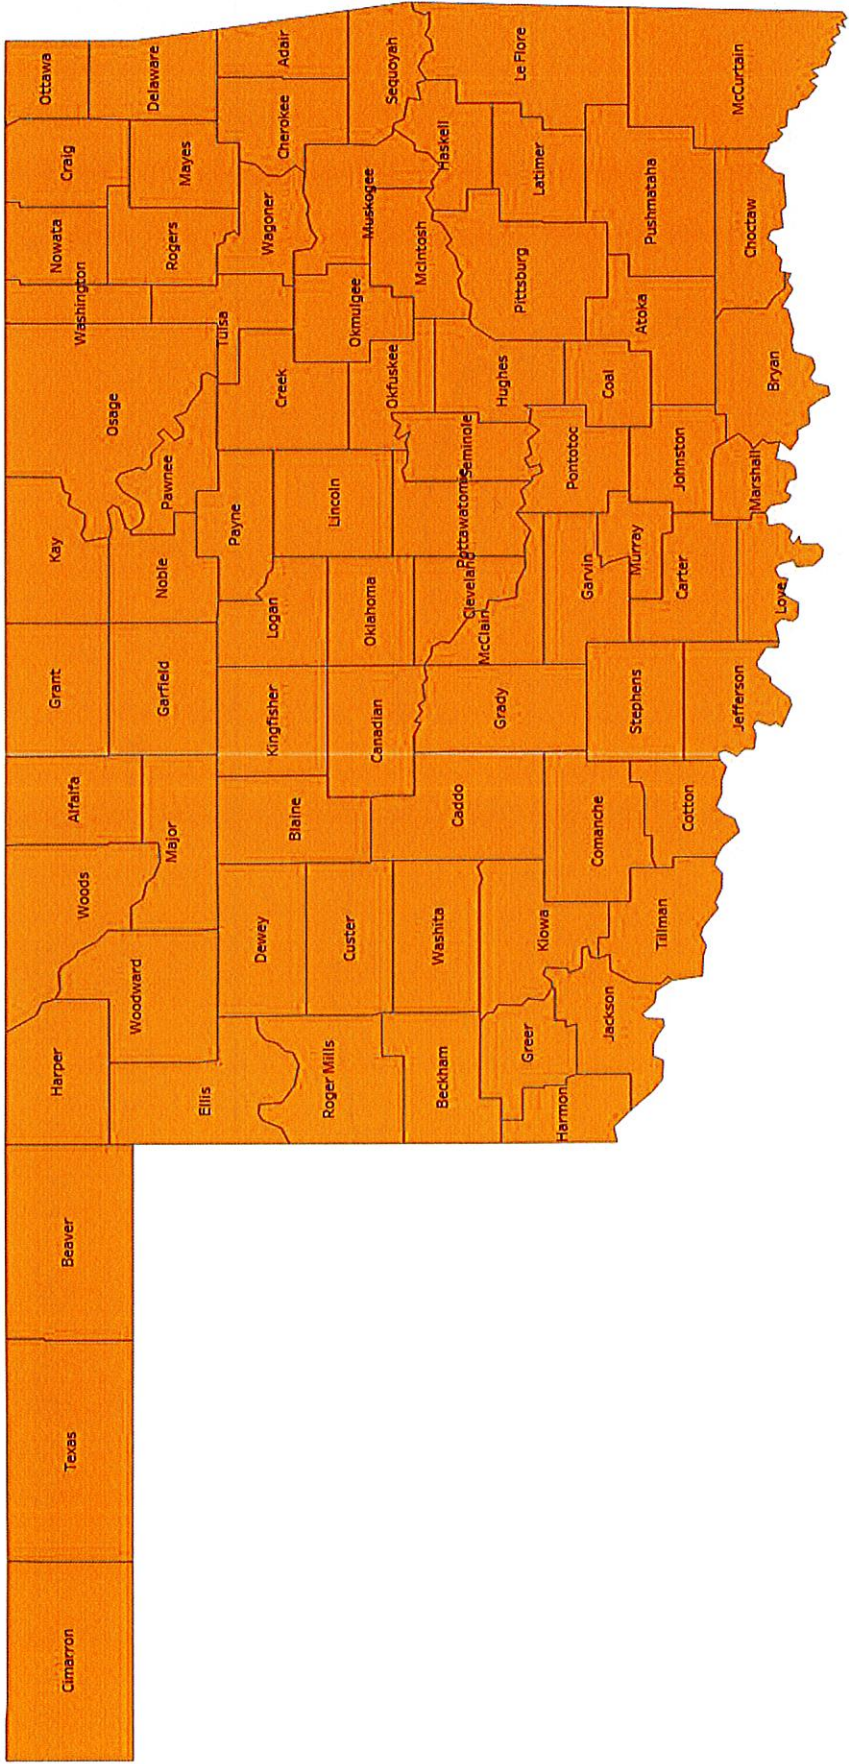 Cimarron
Texas
Beaver
Harper
Woods
Alfalfa
Grant
Kay
Osage
Washington
Nowata
Craig
Ottawa
Ellis
Woodward
Major
Garfield
Noble
Pawnee
Tulsa
Rogers
Mayes
Delaware
Roger Mills
Dewey
Blaine
Kingfisher
Logan
Payne
Creek
Wagoner
Cherokee
Adair
Custer
Canadian
Oklahoma
Lincoln
Okfuskee
Okmulgee
Muskogee
Sequoyah
Beckham
Washita
Caddo
Grady
McClain
Cleveland
Pottawatomie
Seminole
Hughes
McIntosh
Haskell
Harmon
Greer
Kiowa
Comanche
Stephens
Garvin
Pontotoc
Coal
Pittsburg
Latimer
Le Flore
Jackson
Tillman
Cotton
Jefferson
Carter
Murray
Johnston
Atoka
Pushmataha
McCurtain
Love
Marshall
Bryan
Choctaw